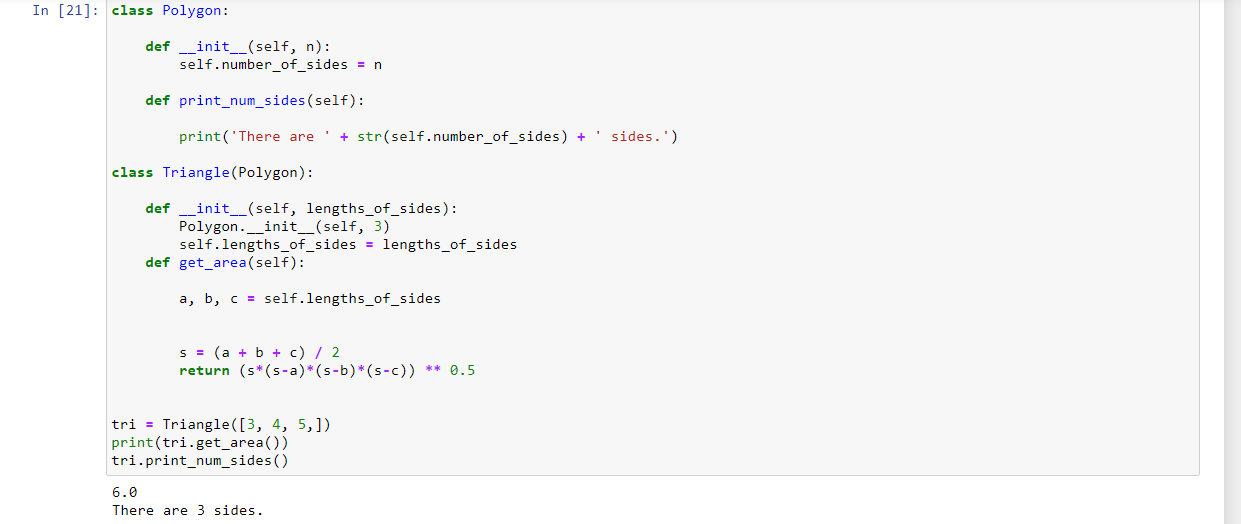 In [21]: class Polygon:
def __init__(self, n):
self.number_of_sides = n
def print_num_sides(self):
print('There are ' + str(self.number_of_sides) + ' sides.')
class Triangle(Polygon):
def __init__(self, lengths_of_sides):
Polygon.__init__(self, 3)
self.lengths_of_sides = lengths_of_sides
def get_area(self):
a, b, c = self.lengths_of_sides
s = (a + b + c) / 2
return (s*(s-a)*(s-b)*(s-c)) ** 0.5
tri = Triangle([3, 4, 5,])
print(tri.get_area())
tri.print_num_sides()
6.0
There are 3 sides.